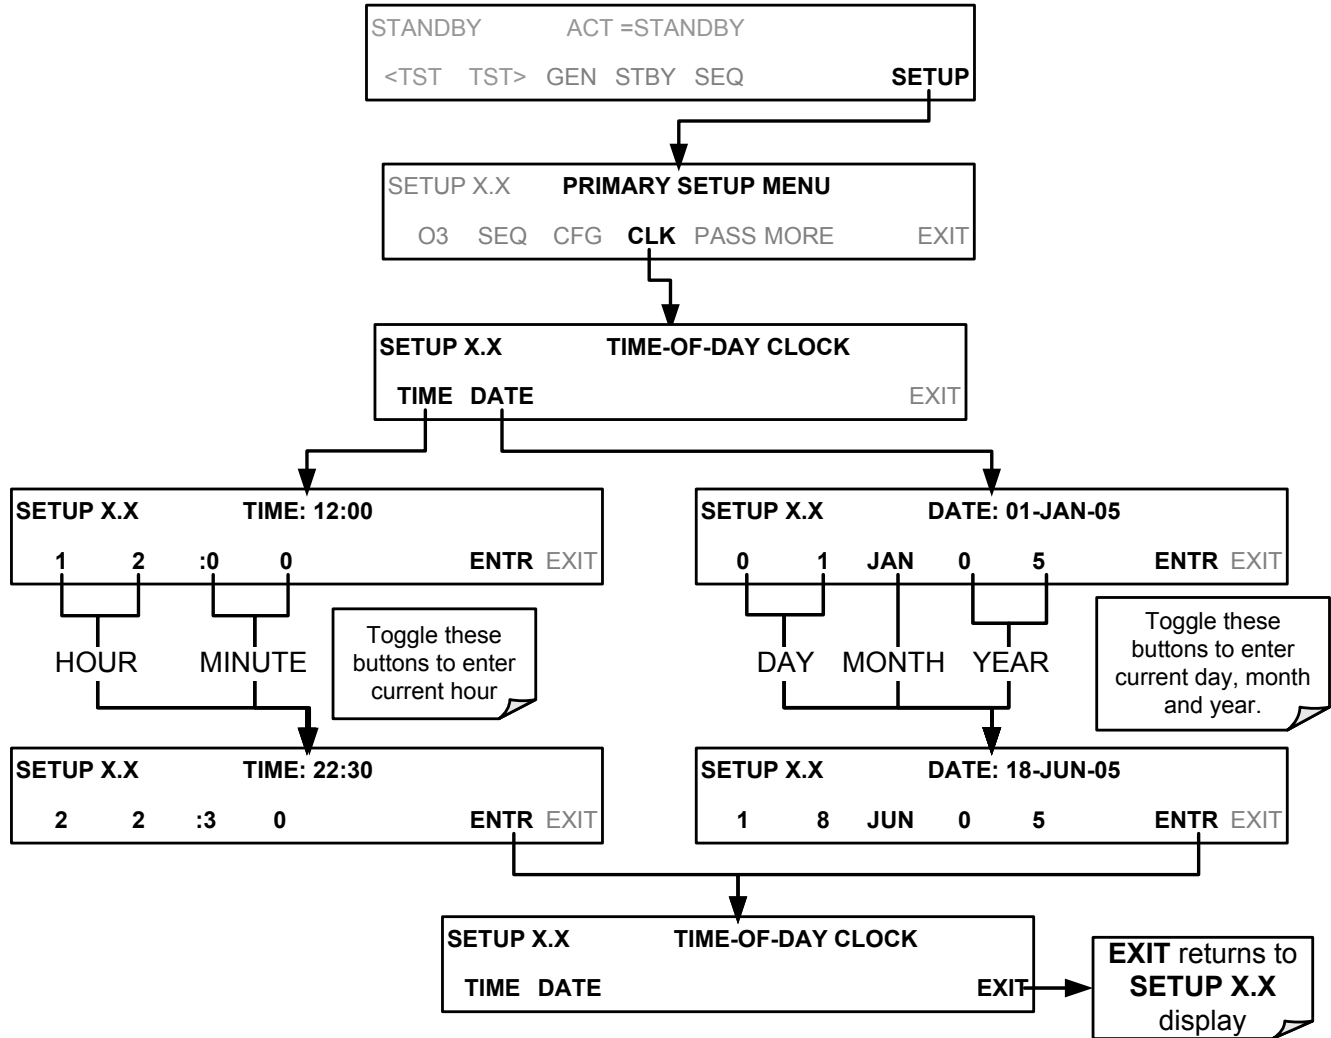 STANDBY ACT =STANDBY
<TST TST> GEN STBY SEQ SETUP
SETUP X.X PRIMARY SETUP MENU
O3 SEQ CFG CLK PASS MORE EXIT
SETUP X.X TIME-OF-DAY CLOCK
TIME DATE EXIT
SETUP X.X TIME: 12:00
1 2 :0 0 ENTR EXIT
HOUR MINUTE
Toggle these
buttons to enter
current hour
SETUP X.X DATE: 01-JAN-05
0 1 JAN 0 5 ENTR EXIT
DAY MONTH YEAR
Toggle these
buttons to enter
current day, month
and year.
SETUP X.X TIME: 22:30
2 2 :3 0 ENTR EXIT
SETUP X.X DATE: 18-JUN-05
1 8 JUN 0 5 ENTR EXIT
SETUP X.X TIME-OF-DAY CLOCK
TIME DATE EXIT
EXIT returns to
SETUP X.X
display